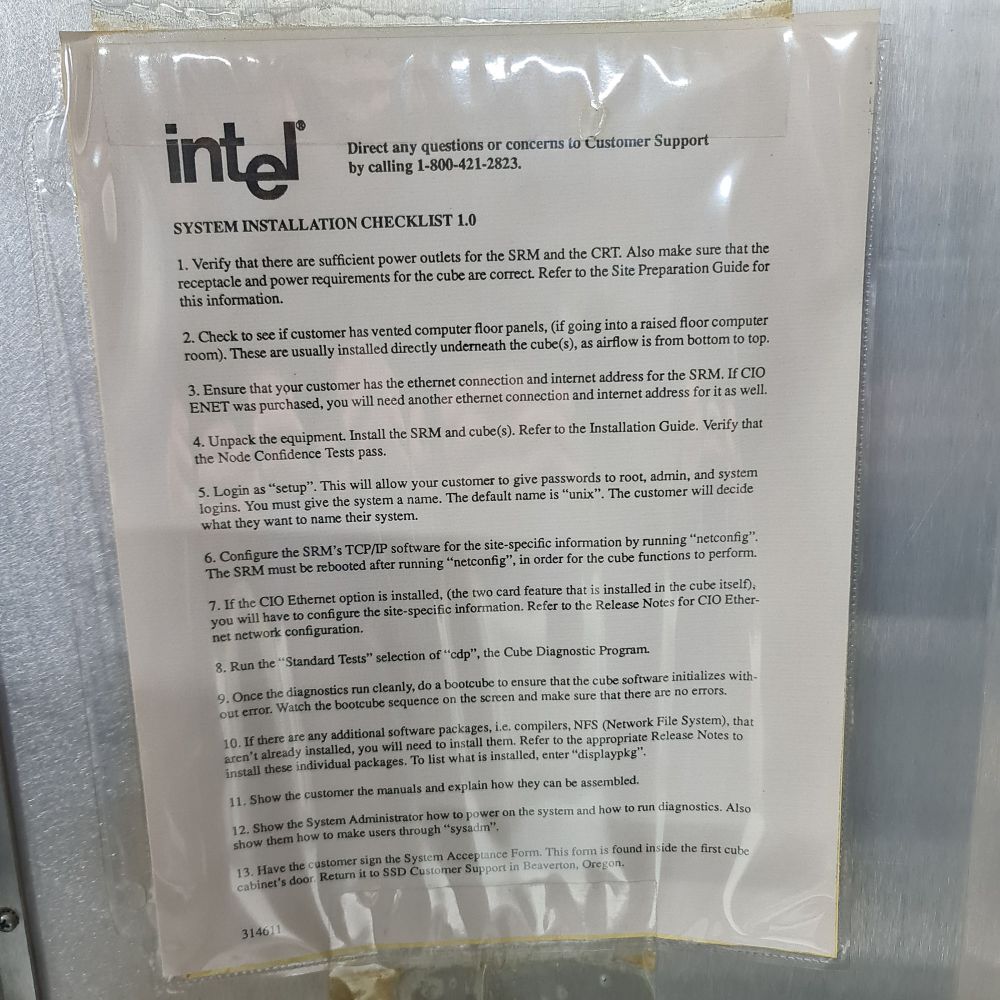 intel®
Direct any questions or concerns to Customer Support
by calling 1-800-421-2823.
SYSTEM INSTALLATION CHECKLIST 1.0
1. Verify that there are sufficient power outlets for the SRM and the CRT. Also make sure that the
receptacle and power requirements for the cube are correct. Refer to the Site Preparation Guide for
this information.
2. Check to see if customer has vented computer floor panels, (if going into a raised floor computer
room). These are usually installed directly underneath the cube(s), as airflow is from bottom to top.
3. Ensure that your customer has the ethernet connection and internet address for the SRM. If CIO
ENET was purchased, you will need another ethernet connection and internet address for it as well.
4. Unpack the equipment. Install the SRM and cube(s). Refer to the Installation Guide. Verify that
the Node Confidence Tests pass.
5. Login as “setup”. This will allow your customer to give passwords to root, admin, and system
logins. You must give the system a name. The default name is “unix”. The customer will decide
what they want to name their system.
6. Configure the SRM’s TCP/IP software for the site-specific information by running “netconfig”.
The SRM must be rebooted after running “netconfig”, in order for the cube functions to perform.
7. If the CIO Ethernet option is installed, (the two card feature that is installed in the cube itself),
you will have to configure the site-specific information. Refer to the Release Notes for CIO Ether-
net network configuration.
8. Run the “Standard Tests” selection of “cdp”, the Cube Diagnostic Program.
9. Once the diagnostics run cleanly, do a bootcube to ensure that the cube software initializes with-
out error. Watch the bootcube sequence on the screen and make sure that there are no errors.
10. If there are any additional software packages, i.e. compilers, NFS (Network File System), that
aren’t already installed, you will need to install them. Refer to the appropriate Release Notes to
install these individual packages. To list what is installed, enter “displaypkg”.
11. Show the customer the manuals and explain how they can be assembled.
12. Show the System Administrator how to power on the system and how to run diagnostics. Also
show them how to make users through “sysadm”.
13. Have the customer sign the System Acceptance Form. This form is found inside the first cube
cabinet’s door. Return it to SSD Customer Support in Beaverton, Oregon.
314611